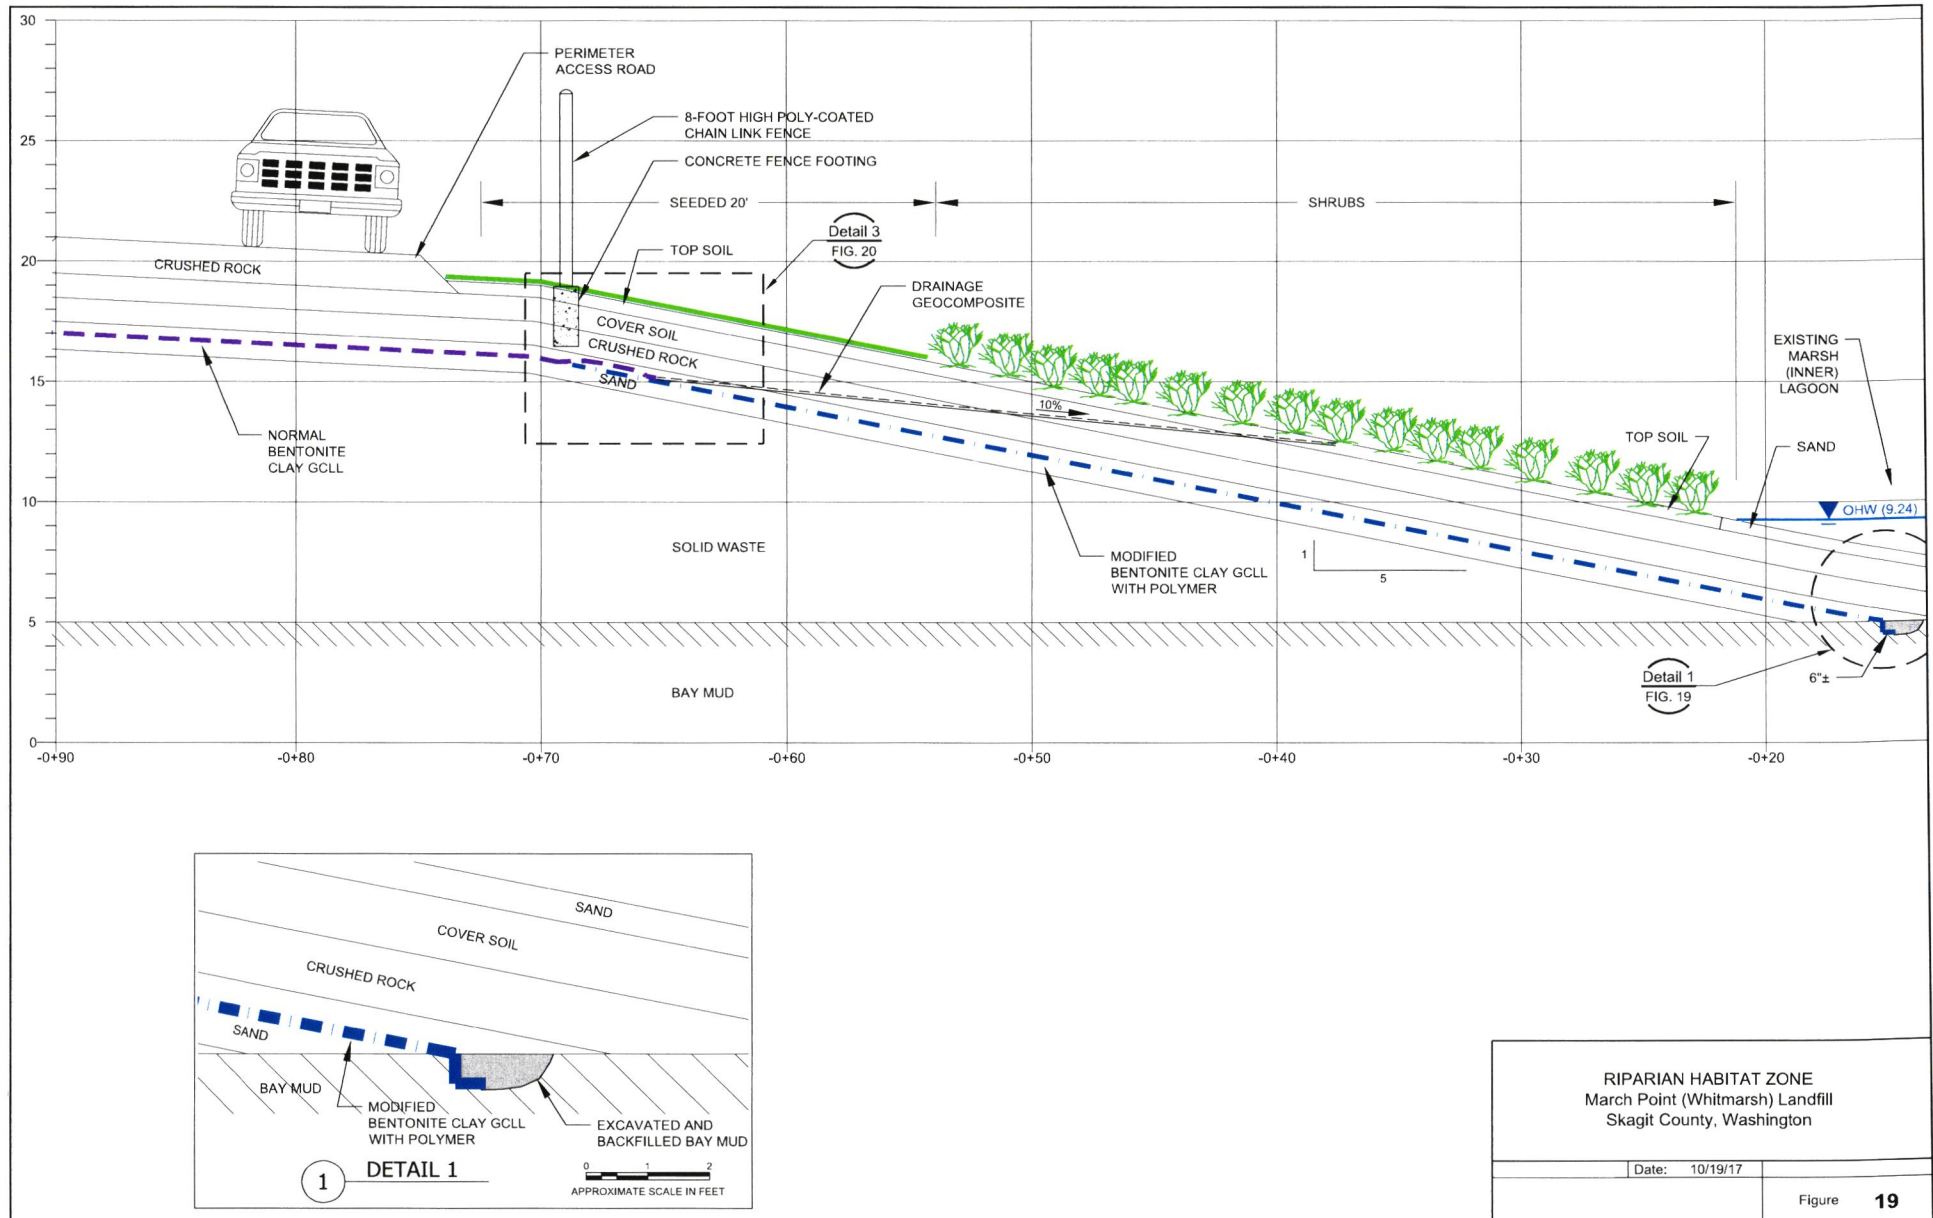 30
25
20
15
10
5
0
-0+90
-0+80
-0+70
-0+60
-0+50
-0+40
-0+30
-0+20
PERIMETER
ACCESS ROAD
8-FOOT HIGH POLY-COATED
CHAIN LINK FENCE
CONCRETE FENCE FOOTING
SEEDED 20'
SHRUBS
Detail 3
FIG. 20
TOP SOIL
CRUSHED ROCK
DRAINAGE
GEOCOMPOSITE
COVER SOIL
CRUSHED ROCK
SAND
10%
EXISTING
MARSH
(INNER)
LAGOON
TOP SOIL
SAND
OHW (9.24)
NORMAL
BENTONITE
CLAY GCLL
SOLID WASTE
MODIFIED
BENTONITE CLAY GCLL
WITH POLYMER
1
5
BAY MUD
Detail 1
FIG. 19
6"±
SAND
COVER SOIL
CRUSHED ROCK
SAND
BAY MUD
MODIFIED
BENTONITE CLAY GCLL
WITH POLYMER
EXCAVATED AND
BACKFILLED BAY MUD
1
DETAIL 1
0 1 2
APPROXIMATE SCALE IN FEET
RIPARIAN HABITAT ZONE
March Point (Whitmarsh) Landfill
Skagit County, Washington
Date: 10/19/17
Figure 19